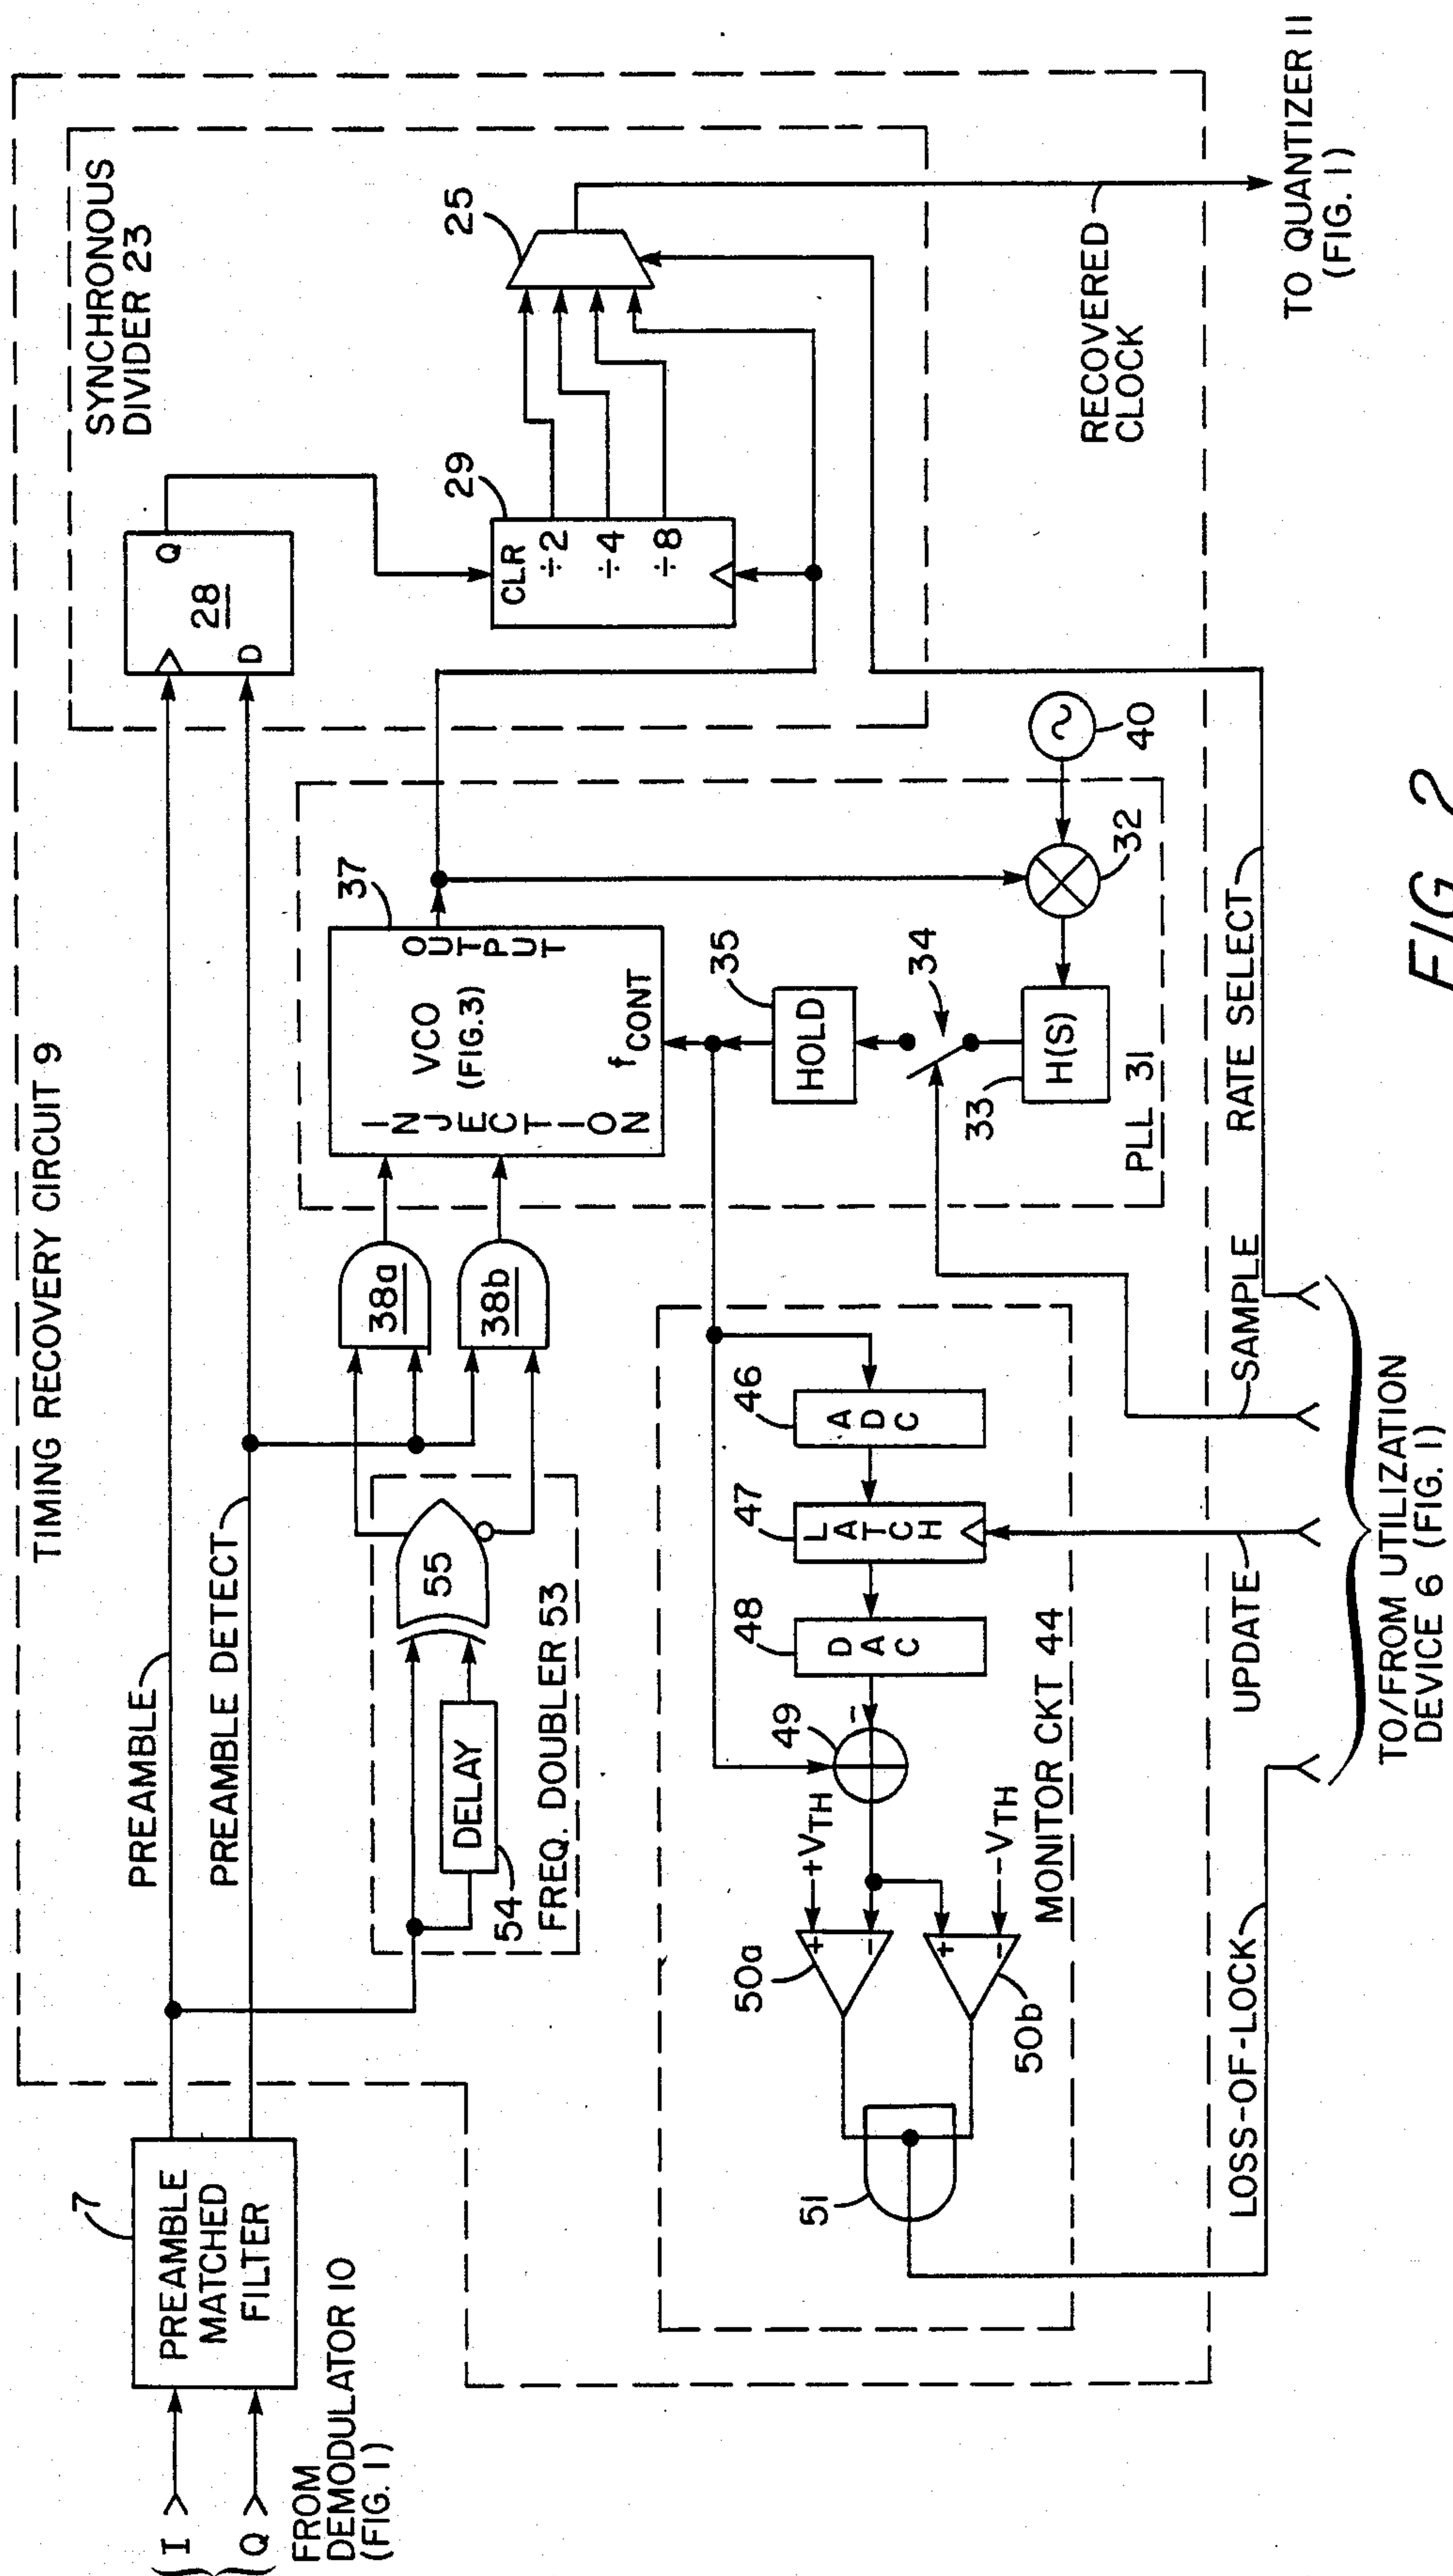 TIMING RECOVERY CIRCUIT 9
SYNCHRONOUS
DIVIDER 23
7
PREAMBLE
MATCHED
FILTER
I
Q
FROM
DEMODULATOR 10
(FIG. 1)
PREAMBLE
PREAMBLE DETECT
28
D
Q
DELAY
54
55
FREQ. DOUBLER 53
38a
38b
37
INJECTION
VCO
(FIG.3)
OUTPUT
fCONT
29
CLR
÷2
÷4
÷8
25
35
HOLD
34
33
H(S)
32
40
PLL 31
46
ADC
47
LATCH
48
DAC
49
-
+VTH
-VTH
50a
+
-
50b
+
-
51
MONITOR CKT 44
RECOVERED
CLOCK
TO QUANTIZER 11
(FIG. 1)
LOSS-OF-LOCK
UPDATE
SAMPLE
RATE SELECT
TO/FROM UTILIZATION
DEVICE 6 (FIG. 1)
FIG. 2